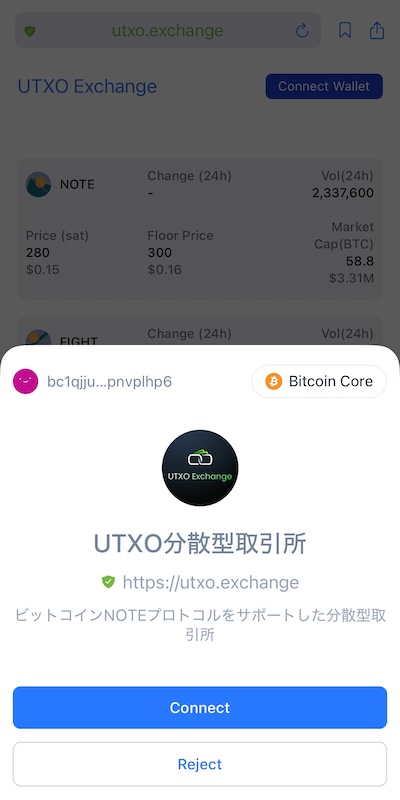 utxo.exchange
UTXO Exchange
Connect Wallet
NOTE
Change (24h)
-
Vol(24h)
2,337,600
Price (sat)
280
$0.15
Floor Price
300
$0.16
Market
Cap(BTC)
58.8
$3.31M
FIGHT
Change (24h)
Vol(24h)
bc1qjju...pnvplhp6
Bitcoin Core
UTXO Exchange
UTXO分散型取引所
https://utxo.exchange
ビットコインNOTEプロトコルをサポートした分散型取
引所
Connect
Reject